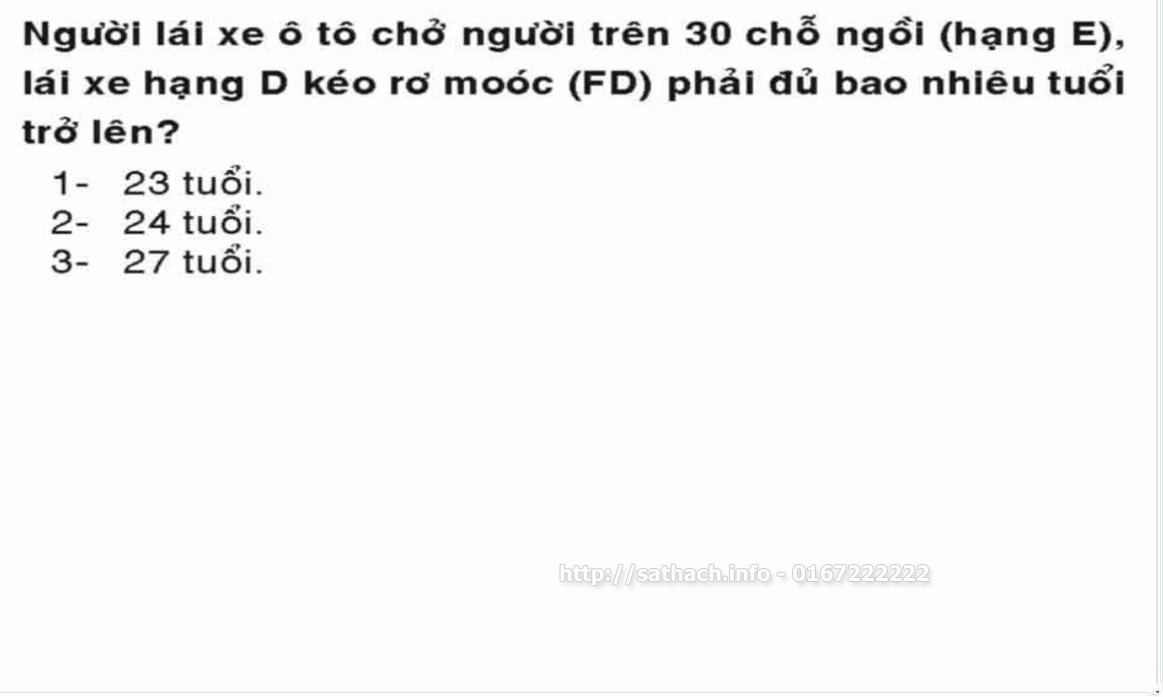 Người lái xe ô tô chở người trên 30 chỗ ngồi (hạng E),
lái xe hạng D kéo rơ moóc (FD) phải đủ bao nhiêu tuổi
trở lên?
1- 23 tuổi.
2- 24 tuổi.
3- 27 tuổi.
http://sathach.info - 0167222222